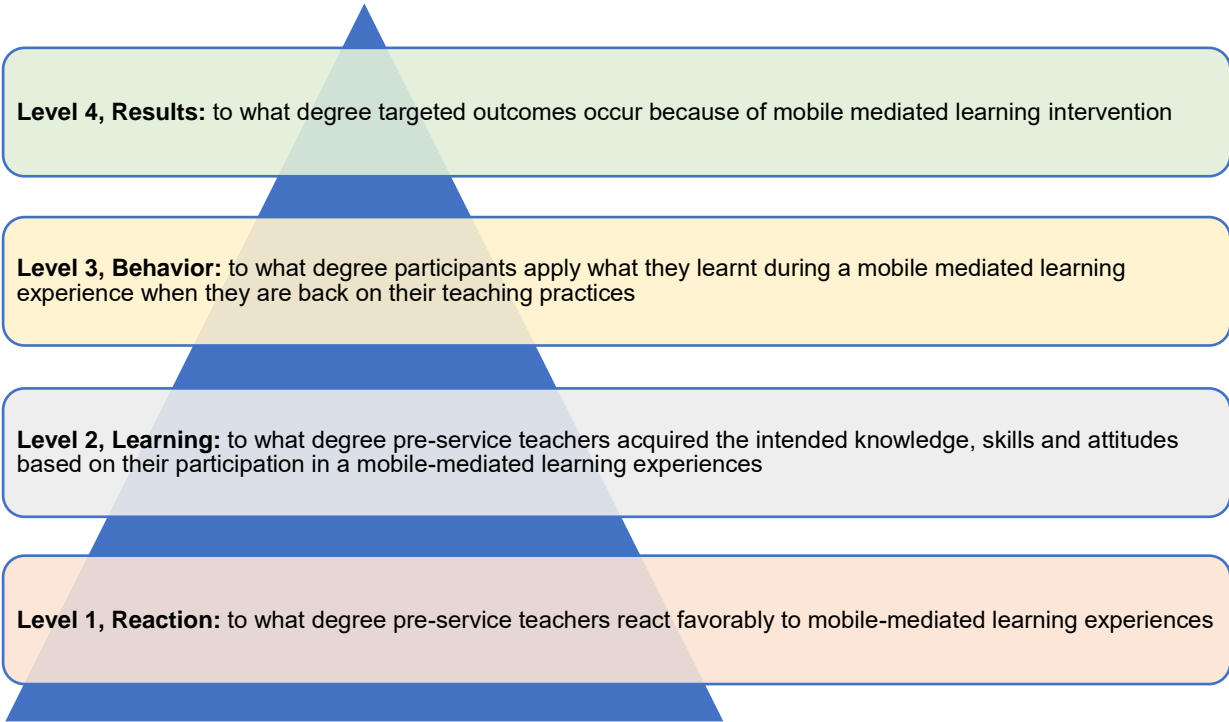 Level 4, Results: to what degree targeted outcomes occur because of mobile mediated learning intervention
Level 3, Behavior: to what degree participants apply what they learnt during a mobile mediated learning
experience when they are back on their teaching practices
Level 2, Learning: to what degree pre-service teachers acquired the intended knowledge, skills and attitudes
based on their participation in a mobile-mediated learning experiences
Level 1, Reaction: to what degree pre-service teachers react favorably to mobile-mediated learning experiences